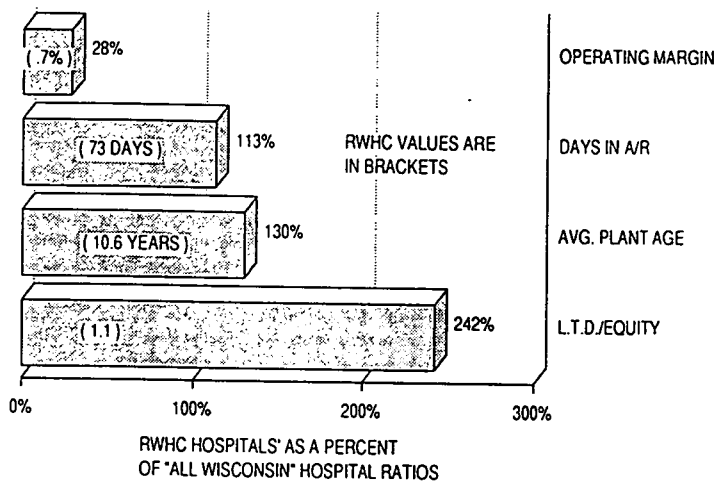 ( .7% ) 28% OPERATING MARGIN
( 73 DAYS ) 113% RWHC VALUES ARE DAYS IN A/R
IN BRACKETS
( 10.6 YEARS ) 130% AVG. PLANT AGE
( 1.1 ) 242% L.T.D./EQUITY
0% 100% 200% 300%
RWHC HOSPITALS' AS A PERCENT
OF "ALL WISCONSIN" HOSPITAL RATIOS